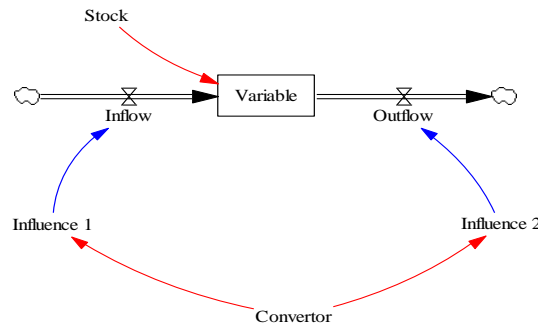 Stock
Variable
Inflow
Outflow
Influence 1
Influence 2
Convertor